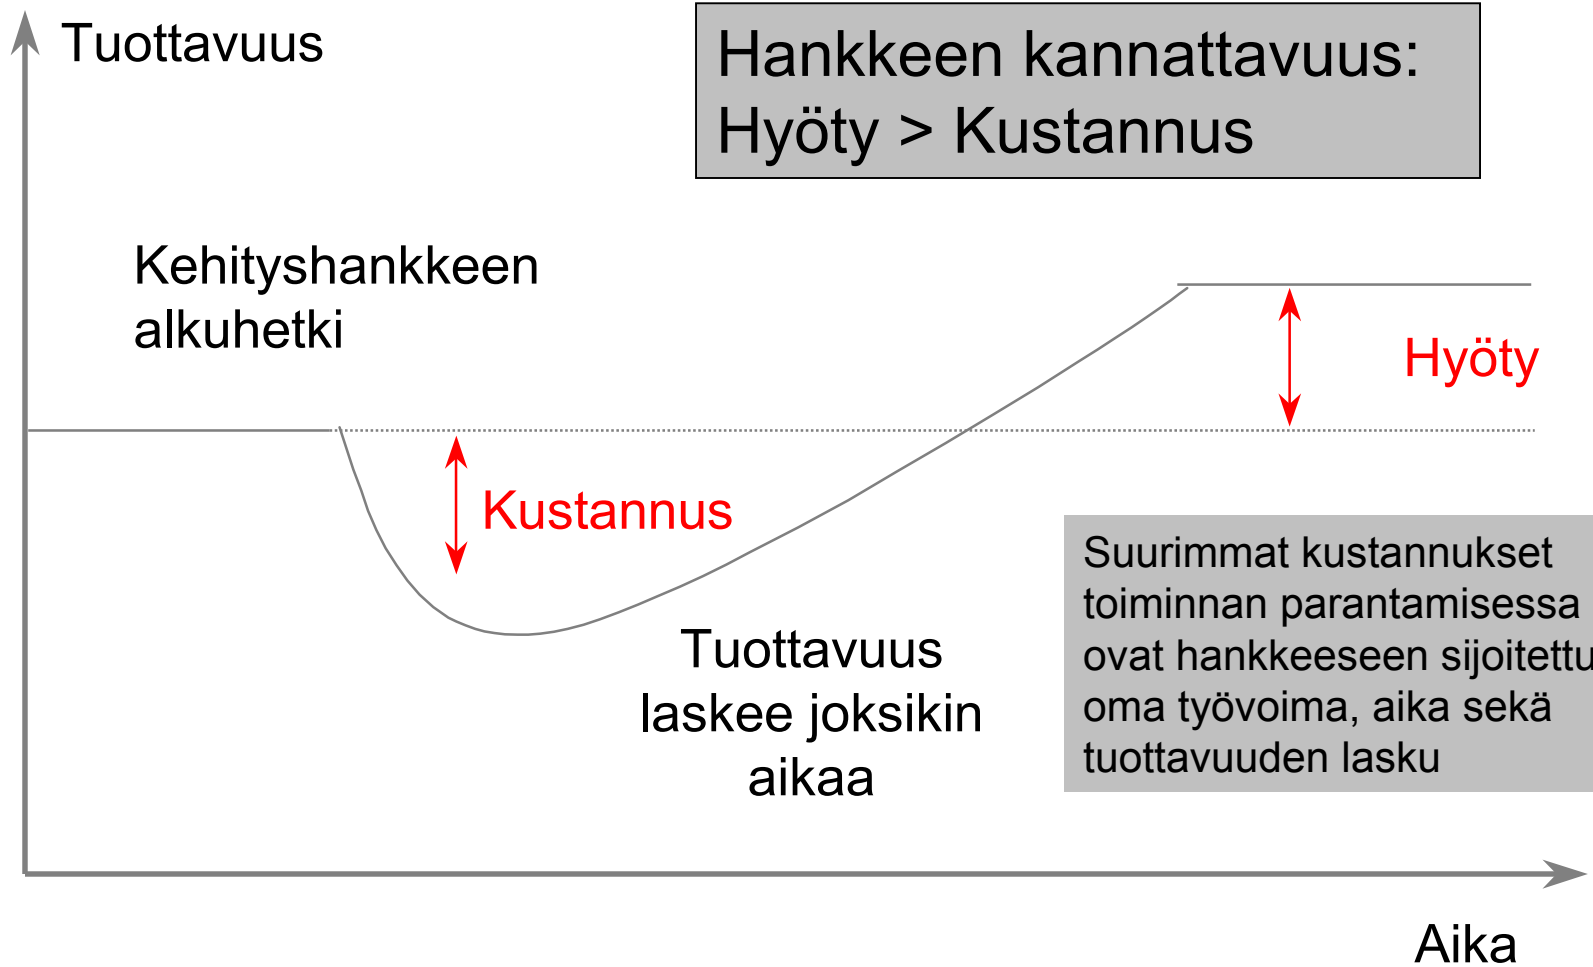 Tuottavuus
Hankkeen kannattavuus:
Hyöty > Kustannus
Kehityshankkeen
alkuhetki
Hyöty
Kustannus
Suurimmat kustannukset
toiminnan parantamisessa
ovat hankkeeseen sijoitettu
oma työvoima, aika sekä
tuottavuuden lasku
Tuottavuus
laskee joksikin
aikaa
Aika